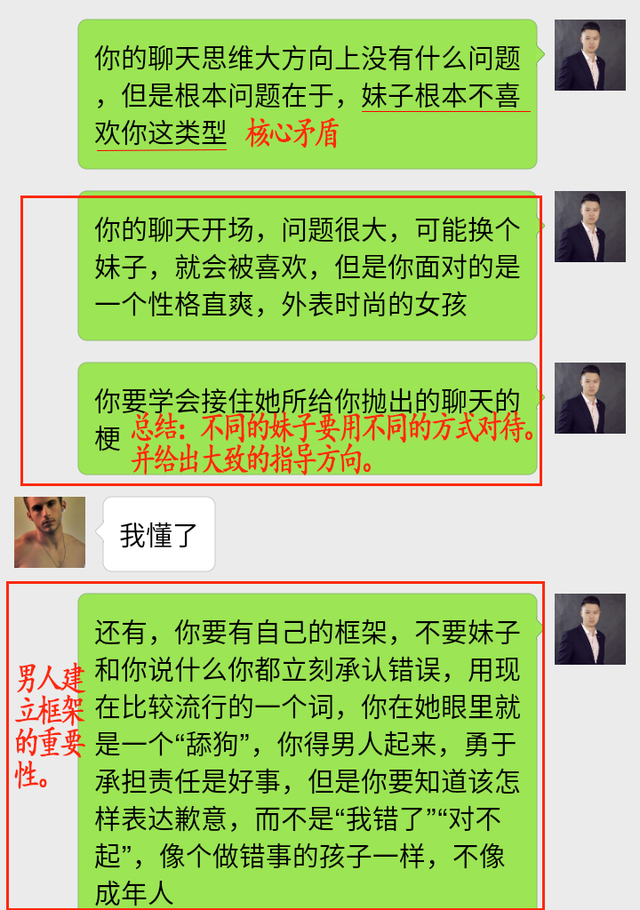 你的聊天思维大方向上没有什么问题
，但是根本问题在于，妹子根本不喜
欢你这类型 核心矛盾
你的聊天开场，问题很大，可能换个
妹子，就会被喜欢，但是你面对的是
一个性格直爽，外表时尚的女孩
你要学会接住她所给你抛出的聊天的
梗
总结：不同的妹子要用不同的方式对待。
并给出大致的指导方向。
我懂了
还有，你要有自己的框架，不要妹子
和你说什么你都立刻承认错误，用现
在比较流行的一个词，你在她眼里就
是一个“舔狗”，你得男人起来，勇于
承担责任是好事，但是你要知道该怎
样表达歉意，而不是“我错了”“对不
起”，像个做错事的孩子一样，不像
成年人
男人建
立框架
的重要
性。